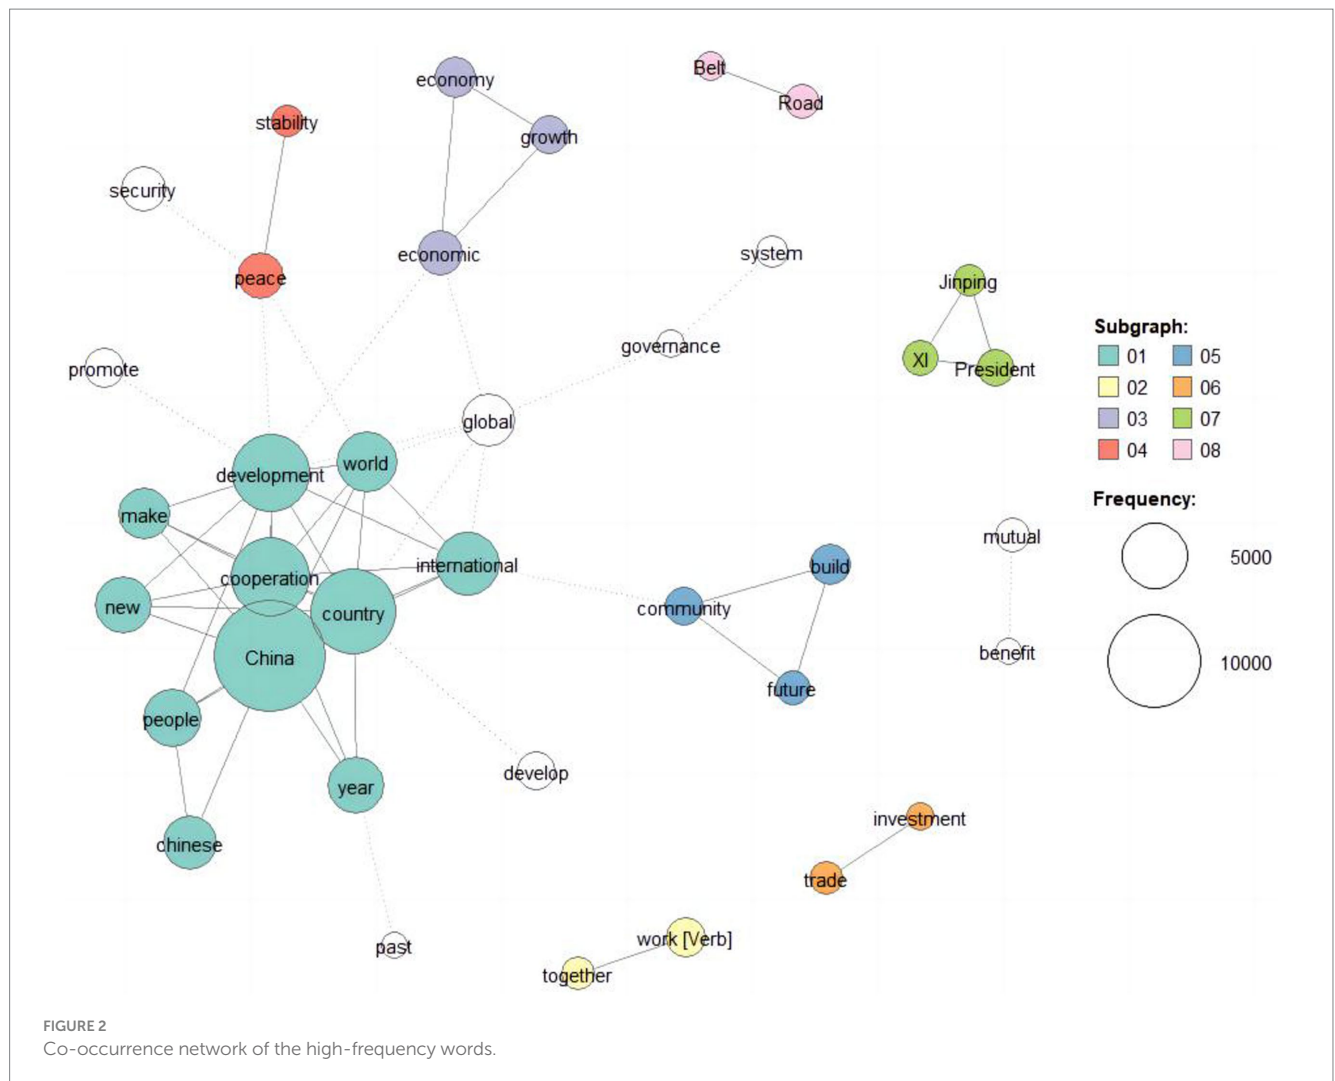 Belt
economy
Road
stability
growth
security
system
economic
peace
Jinping
governance
XI
President
promote
Subgraph:
01 05
02 06
03 07
04 08
global
world
development
Frequency:
make
mutual
5000
international
build
cooperation
new
community
country
benefit
China
10000
future
people
develop
year
investment
chinese
trade
work [Verb]
past
together
FIGURE 2
Co-occurrence network of the high-frequency words.